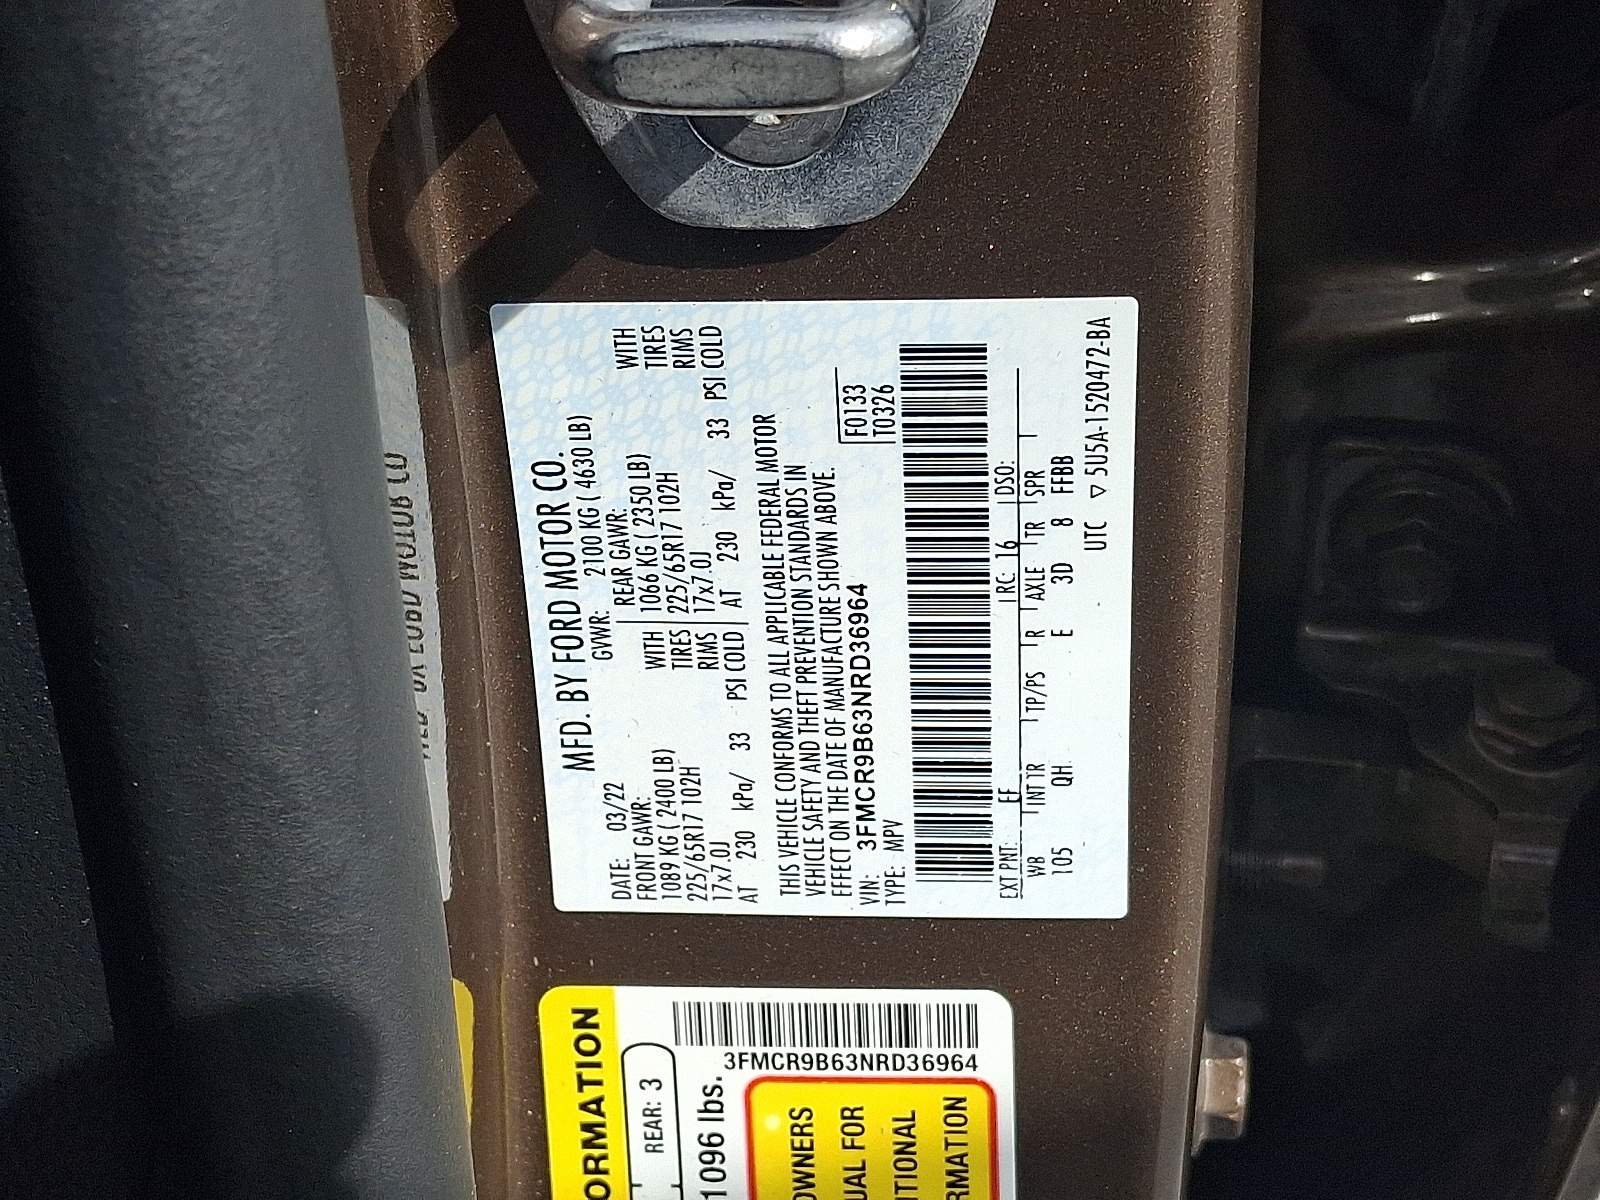 MFD. BY FORD MOTOR CO.
DATE: 03/22 GVWR: 2100 KG ( 4630 LB)
FRONT GAWR: REAR GAWR:
1089 KG ( 2400 LB) WITH 1066 KG ( 2350 LB) WITH
225/65R17 102H TIRES 225/65R17 102H TIRES
17x7.0J RIMS 17x7.0J RIMS
AT 230 kPa/ 33 PSI COLD AT 230 kPa/ 33 PSI COLD
THIS VEHICLE CONFORMS TO ALL APPLICABLE FEDERAL MOTOR
VEHICLE SAFETY AND THEFT PREVENTION STANDARDS IN
EFFECT ON THE DATE OF MANUFACTURE SHOWN ABOVE.
VIN: 3FMCR9B63NRD36964 F0133
TYPE: MPV T0326
EXT PNT: EF RC: 16 DSO:
WB INT TR TP/PS R AXLE TR SPR
105 QH E 3D 8 FFBB
UTC ▽ 5U5A-1520472-BA
ORMATION
REAR: 3
1096 lbs.
3FMCR9B63NRD36964
OWNERS
UAL FOR
ITIONAL
RMATION